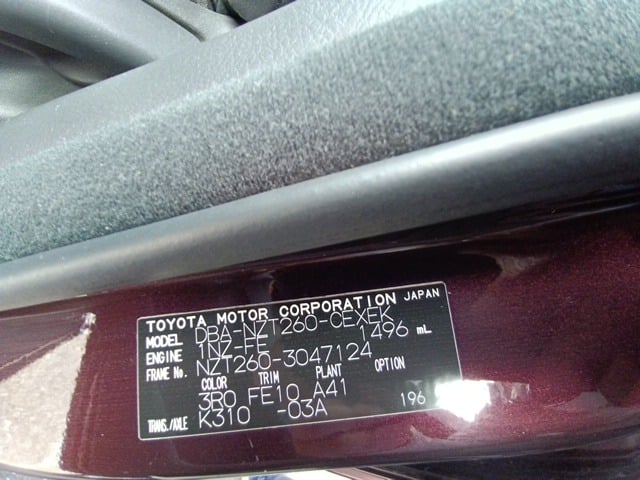 TOYOTA MOTOR CORPORATION JAPAN
MODEL DBA-NZT260-CEXEK
ENGINE 1NZ-FE 1496 mL
FRAME No. NZT260-3047124
COLOR TRIM PLANT OPTION
3R0 FE10 A41
TRANS./AXLE K310 -03A 196